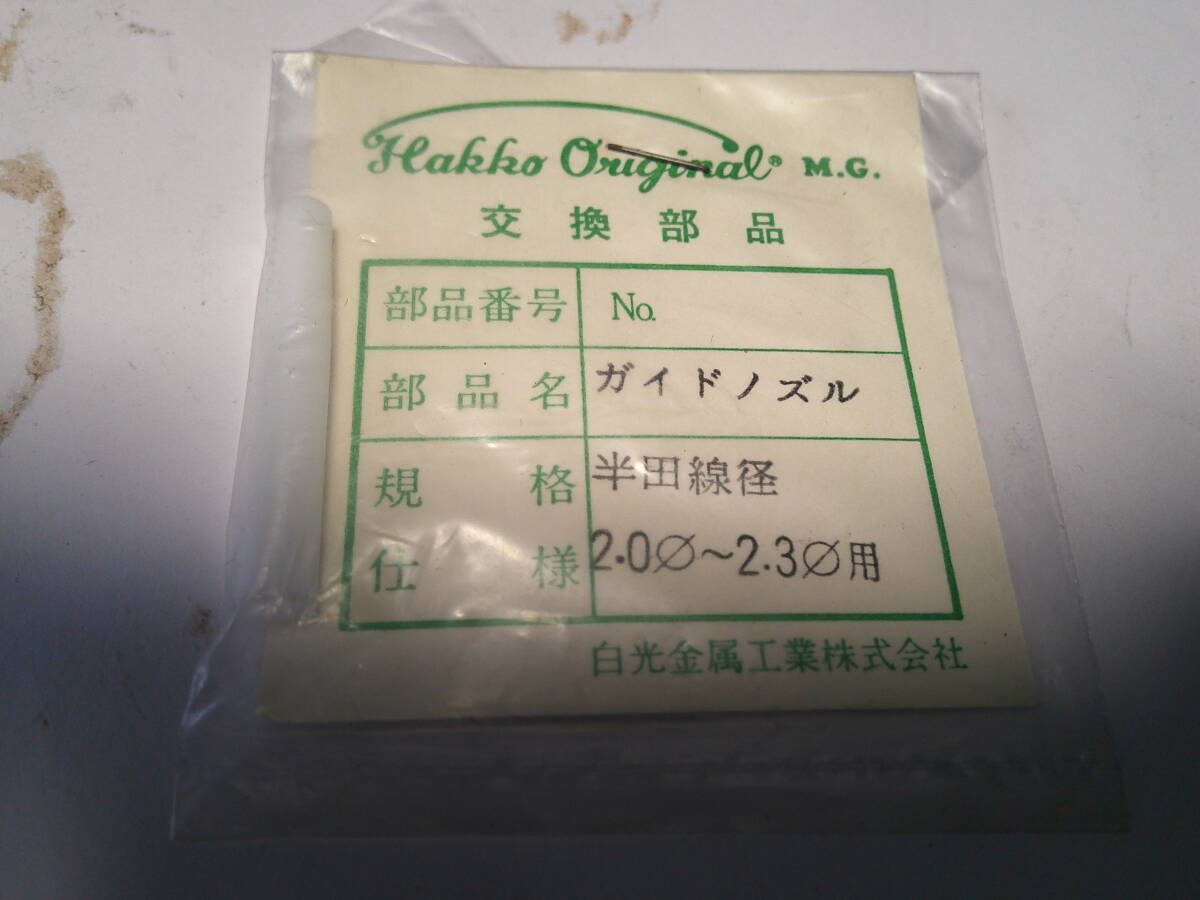 Hakko Original® M.G.
交換部品
部品番号 No.
部品名 ガイドノズル
規格 半田線径
仕様 2.0∅～2.3∅用
白光金属工業株式会社